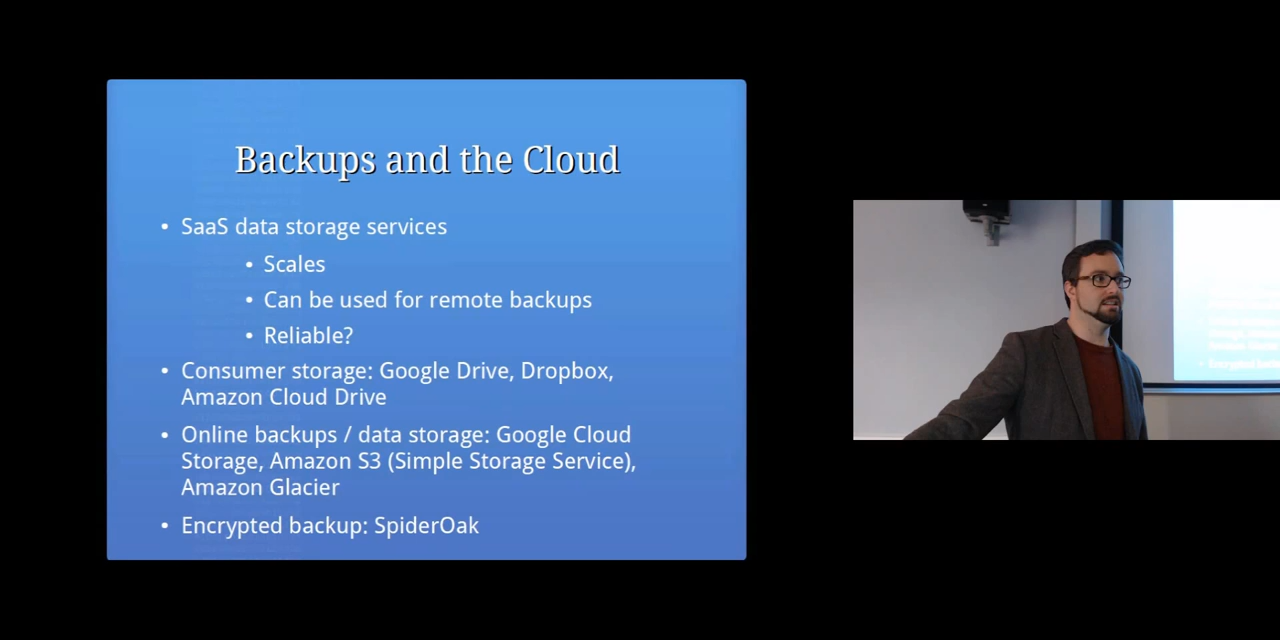 Backups and the Cloud
• SaaS data storage services
• Scales
• Can be used for remote backups
• Reliable?
• Consumer storage: Google Drive, Dropbox,
Amazon Cloud Drive
• Online backups / data storage: Google Cloud
Storage, Amazon S3 (Simple Storage Service),
Amazon Glacier
• Encrypted backup: SpiderOak